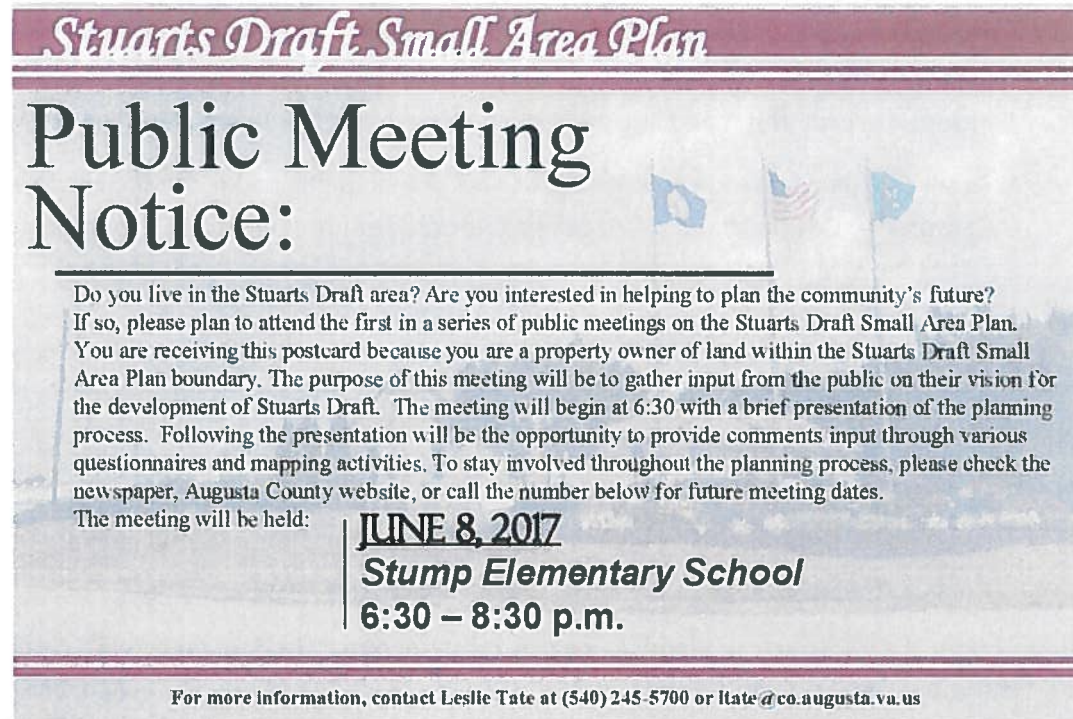 Stuarts Draft Small Area Plan
Public Meeting
Notice:
Do you live in the Stuarts Draft area? Are you interested in helping to plan the community's future?
If so, please plan to attend the first in a series of public meetings on the Stuarts Draft Small Area Plan.
You are receiving this postcard because you are a property owner of land within the Stuarts Draft Small
Area Plan boundary. The purpose of this meeting will be to gather input from the public on their vision for
the development of Stuarts Draft. The meeting will begin at 6:30 with a brief presentation of the planning
process. Following the presentation will be the opportunity to provide comments input through various
questionnaires and mapping activities. To stay involved throughout the planning process, please check the
newspaper, Augusta County website, or call the number below for future meeting dates.
The meeting will be held:
JUNE 8, 2017
Stump Elementary School
6:30 – 8:30 p.m.
For more information, contact Leslie Tate at (540) 245-5700 or ltate@co.augusta.va.us